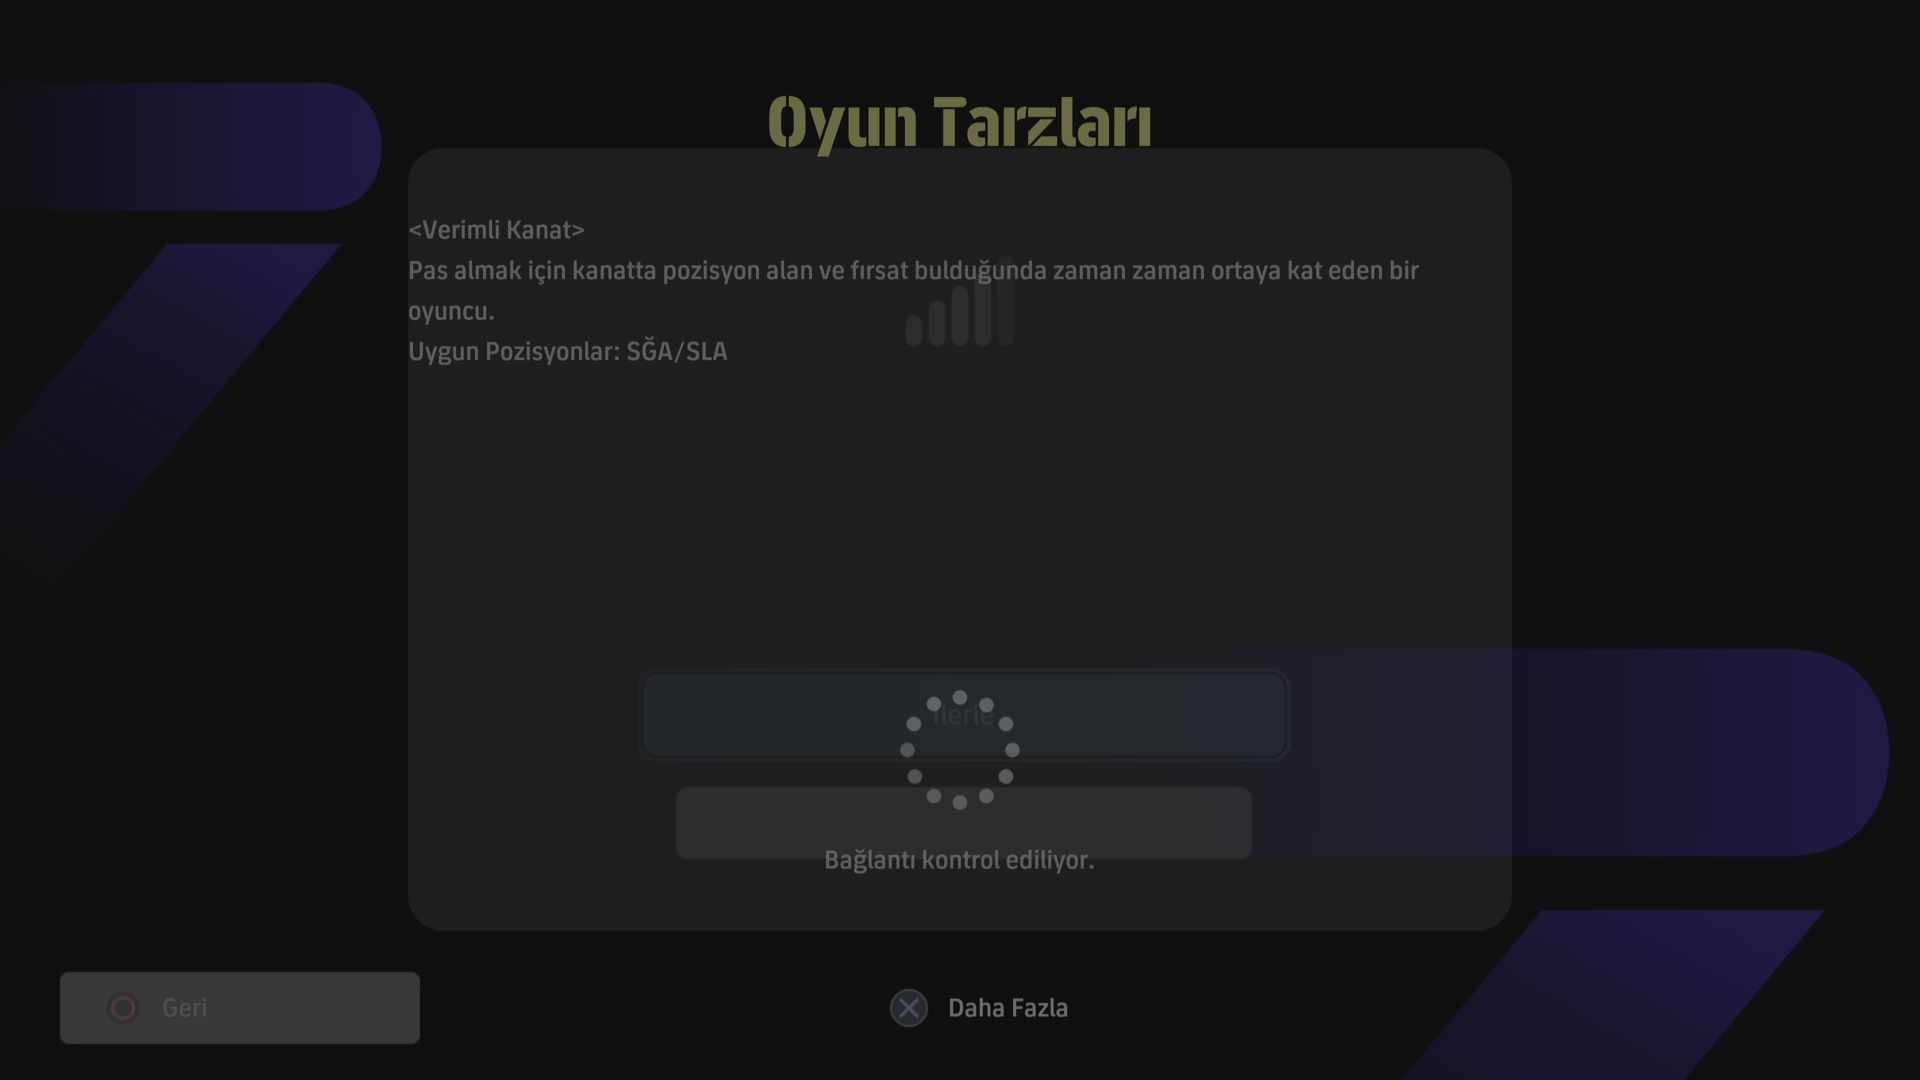 Oyun Tarzları
<Verimli Kanat>
Pas almak için kanatta pozisyon alan ve fırsat bulduğunda zaman zaman ortaya kat eden bir
oyuncu.
Uygun Pozisyonlar: SĞA/SLA
İlerle
Bağlantı kontrol ediliyor.
Geri
Daha Fazla